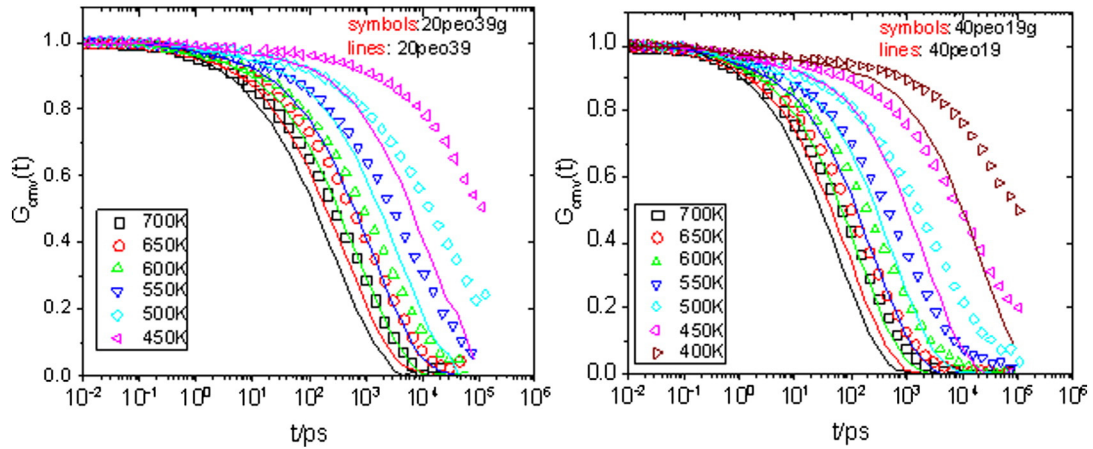 symbols:20peo39g
lines: 20peo39
1.0
0.8
0.6
0.4
0.2
0.0
G_omv(t)
700K
650K
600K
550K
500K
450K
10^-2 10^-1 10^0 10^1 10^2 10^3 10^4 10^5 10^6
t/ps
symbols:40peo19g
lines: 40peo19
1.0
0.8
0.6
0.4
0.2
0.0
G_omv(t)
700K
650K
600K
550K
500K
450K
400K
10^-2 10^-1 10^0 10^1 10^2 10^3 10^4 10^5 10^6
t/ps